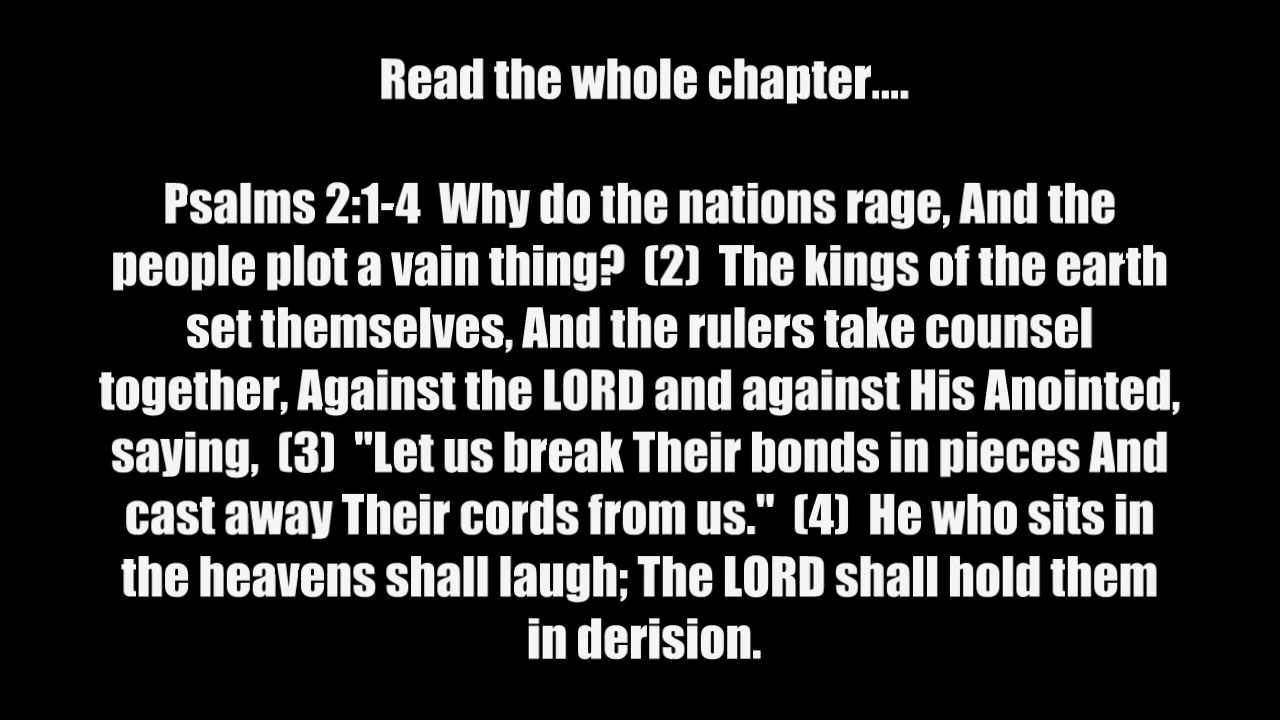 Read the whole chapter....
Psalms 2:1-4  Why do the nations rage, And the
people plot a vain thing?  (2)  The kings of the earth
set themselves, And the rulers take counsel
together, Against the LORD and against His Anointed,
saying,  (3)  "Let us break Their bonds in pieces And
cast away Their cords from us."  (4)  He who sits in
the heavens shall laugh; The LORD shall hold them
in derision.